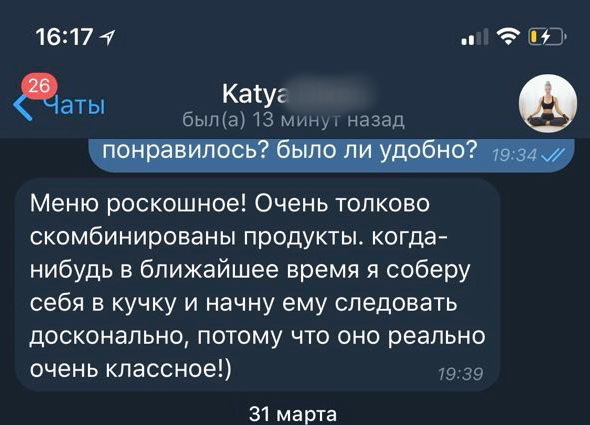 16:17
26
Чаты
Katya
был(а) 13 минут назад
понравилось? было ли удобно? 19:34
Меню роскошное! Очень толково
скомбинированы продукты. когда-
нибудь в ближайшее время я соберу
себя в кучку и начну ему следовать
досконально, потому что оно реально
очень классное!)
19:39
31 марта